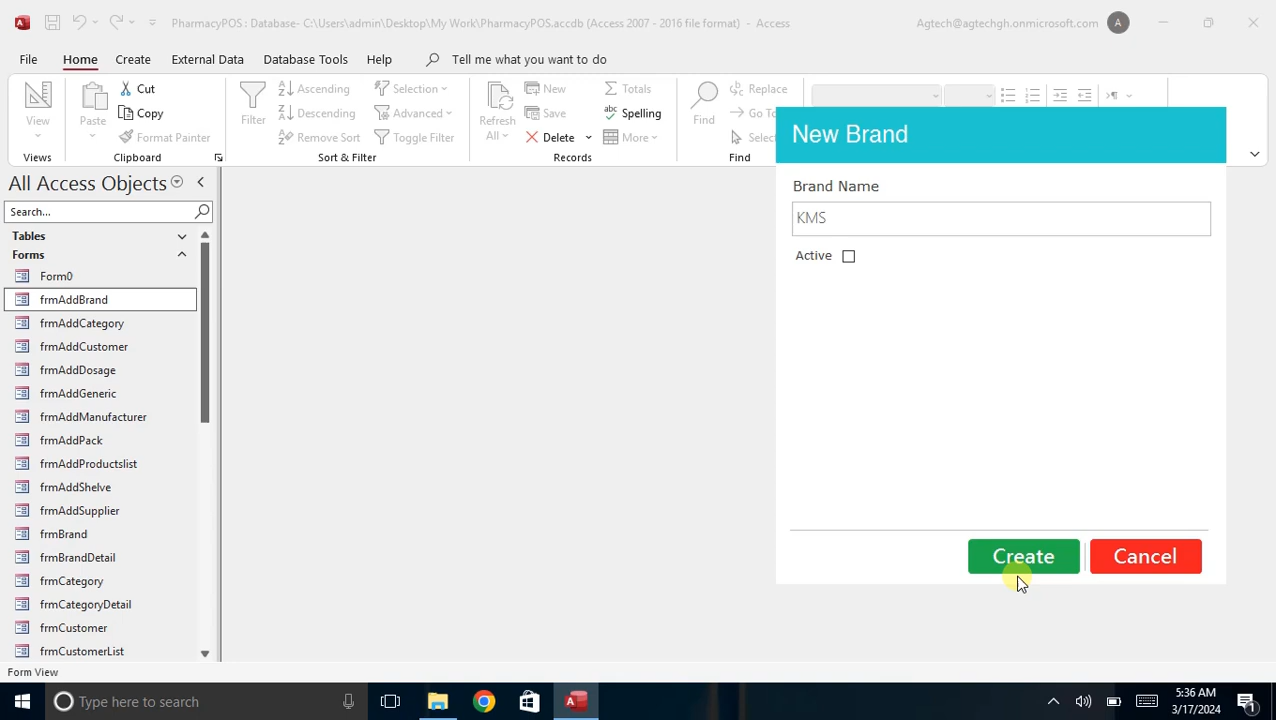 PharmacyPOS : Database- C:\Users\admin\Desktop\My Work\PharmacyPOS.accdb (Access 2007 - 2016 file format) - Access
Agtech@agtechgh.onmicrosoft.com
A
File Home Create External Data Database Tools Help Tell me what you want to do
View
Views
Paste
Cut
Copy
Format Painter
Clipboard
Filter
Ascending
Descending
Remove Sort
Selection
Advanced
Toggle Filter
Sort & Filter
Refresh
All
New
Save
Delete
Totals
Spelling
More
Records
Find
Replace
Go To
Find
All Access Objects
Search...
Tables
Forms
Form0
frmAddBrand
frmAddCategory
frmAddCustomer
frmAddDosage
frmAddGeneric
frmAddManufacturer
frmAddPack
frmAddProductslist
frmAddShelve
frmAddSupplier
frmBrand
frmBrandDetail
frmCategory
frmCategoryDetail
frmCustomer
frmCustomerList
New Brand
Brand Name
KMS
Active
Create
Cancel
Form View
Type here to search
5:36 AM
3/17/2024
1